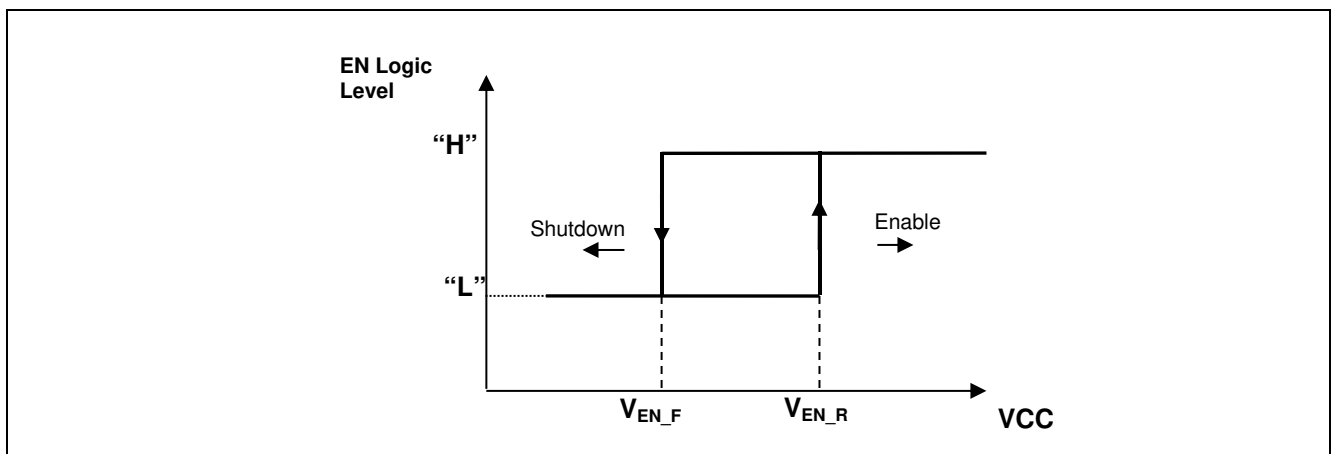 EN Logic
Level
“H”
Shutdown
Enable
“L”
VEN_F
VEN_R
VCC